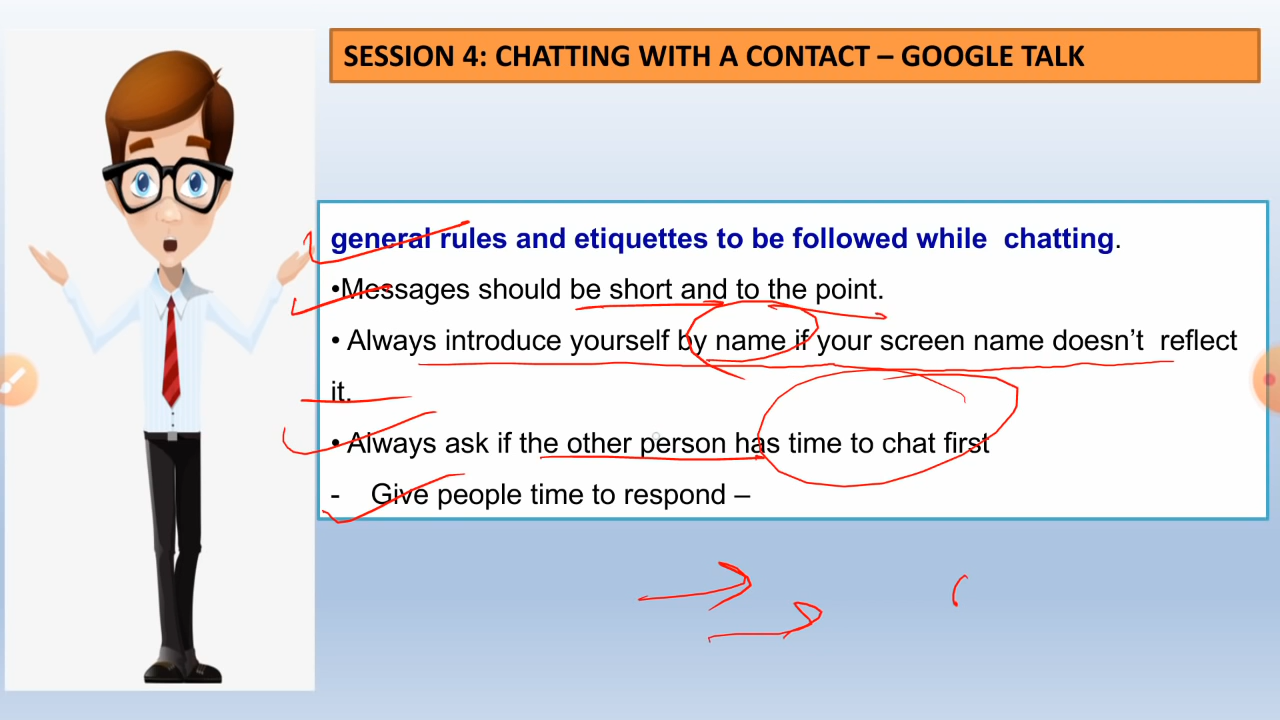 SESSION 4: CHATTING WITH A CONTACT – GOOGLE TALK
general rules and etiquettes to be followed while chatting.
•Messages should be short and to the point.
• Always introduce yourself by name if your screen name doesn’t reflect
it.
• Always ask if the other person has time to chat first
- Give people time to respond –